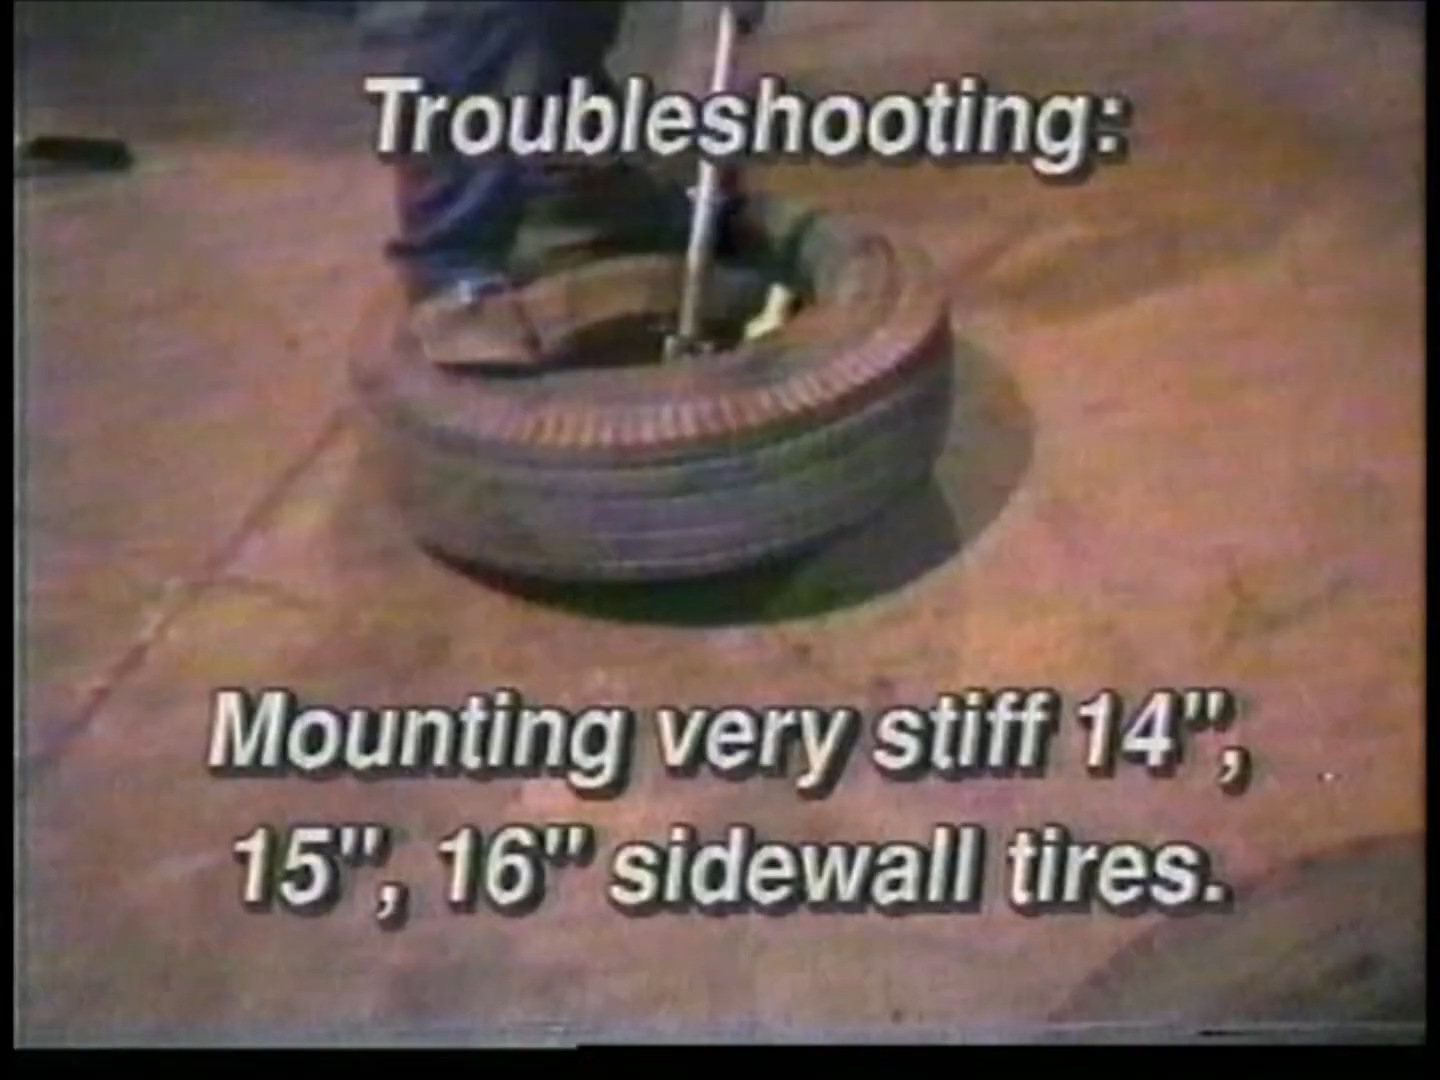 Troubleshooting:
Mounting very stiff 14",
15", 16" sidewall tires.